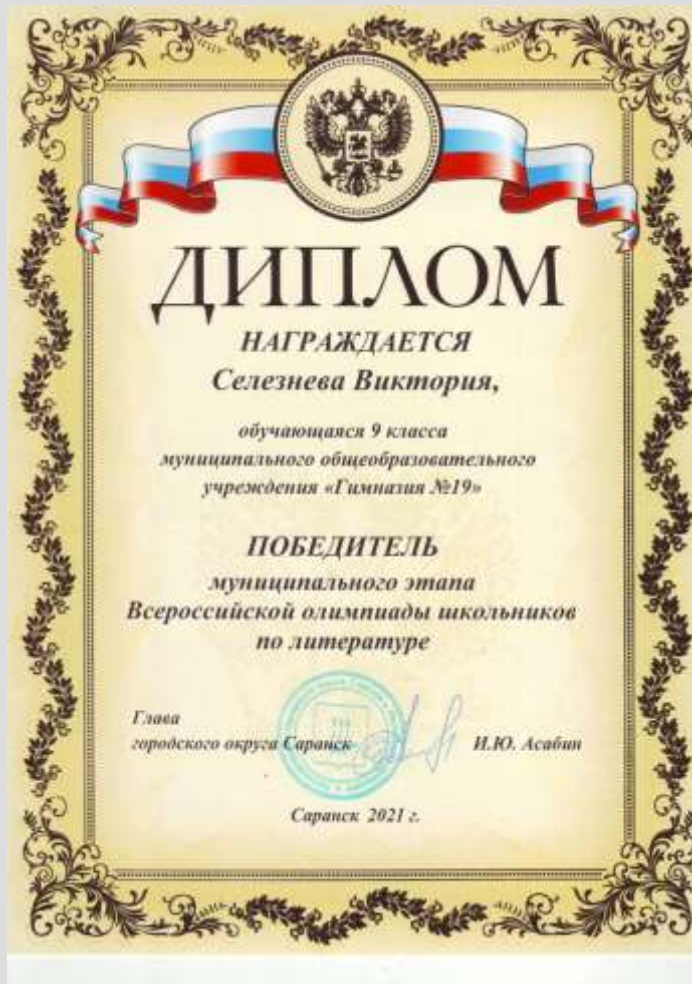 ДИПЛОМ
НАГРАЖДАЕТСЯ
Селезнева Виктория,
обучающаяся 9 класса
муниципального общеобразовательного
учреждения «Гимназия №19»
ПОБЕДИТЕЛЬ
муниципального этапа
Всероссийской олимпиады школьников
по литературе
Глава
городского округа Саранск И.Ю. Асабин
Саранск 2021 г.